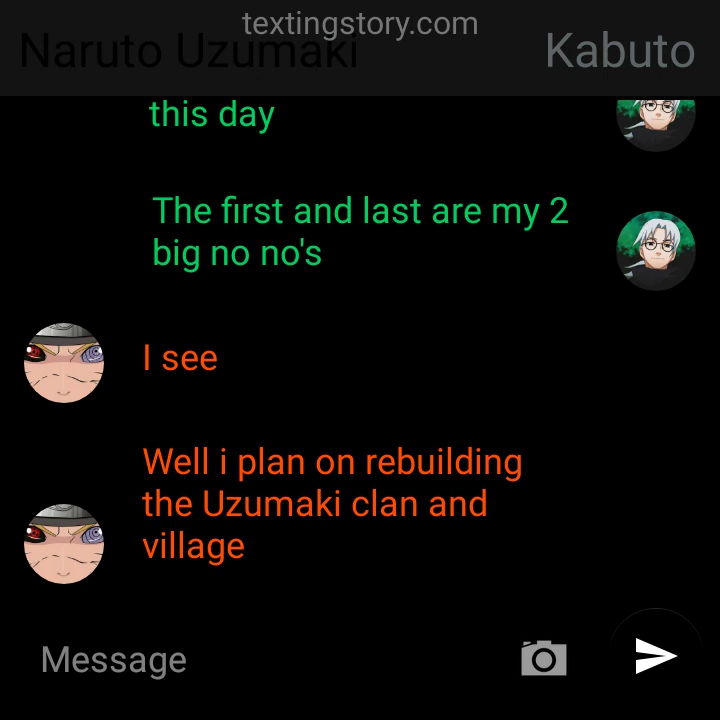 textingstory.com
Naruto Uzumaki
Kabuto
this day
The first and last are my 2
big no no's
I see
Well i plan on rebuilding
the Uzumaki clan and
village
Message